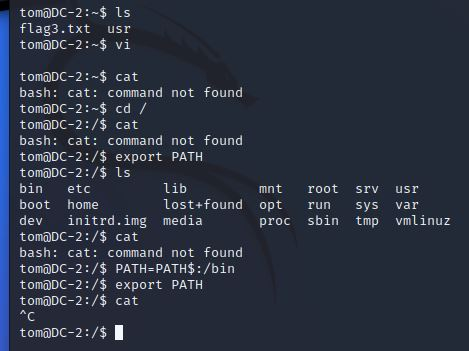 tom@DC-2:~$ ls
flag3.txt  usr
tom@DC-2:~$ vi
tom@DC-2:~$ cat
bash: cat: command not found
tom@DC-2:~$ cd /
tom@DC-2:/$ cat
bash: cat: command not found
tom@DC-2:/$ export PATH
tom@DC-2:/$ ls
bin   etc         lib         mnt   root  srv  usr
boot  home        lost+found  opt   run   sys  var
dev   initrd.img  media       proc  sbin  tmp  vmlinuz
tom@DC-2:/$ cat
bash: cat: command not found
tom@DC-2:/$ PATH=PATH$:/bin
tom@DC-2:/$ export PATH
tom@DC-2:/$ cat
^C
tom@DC-2:/$